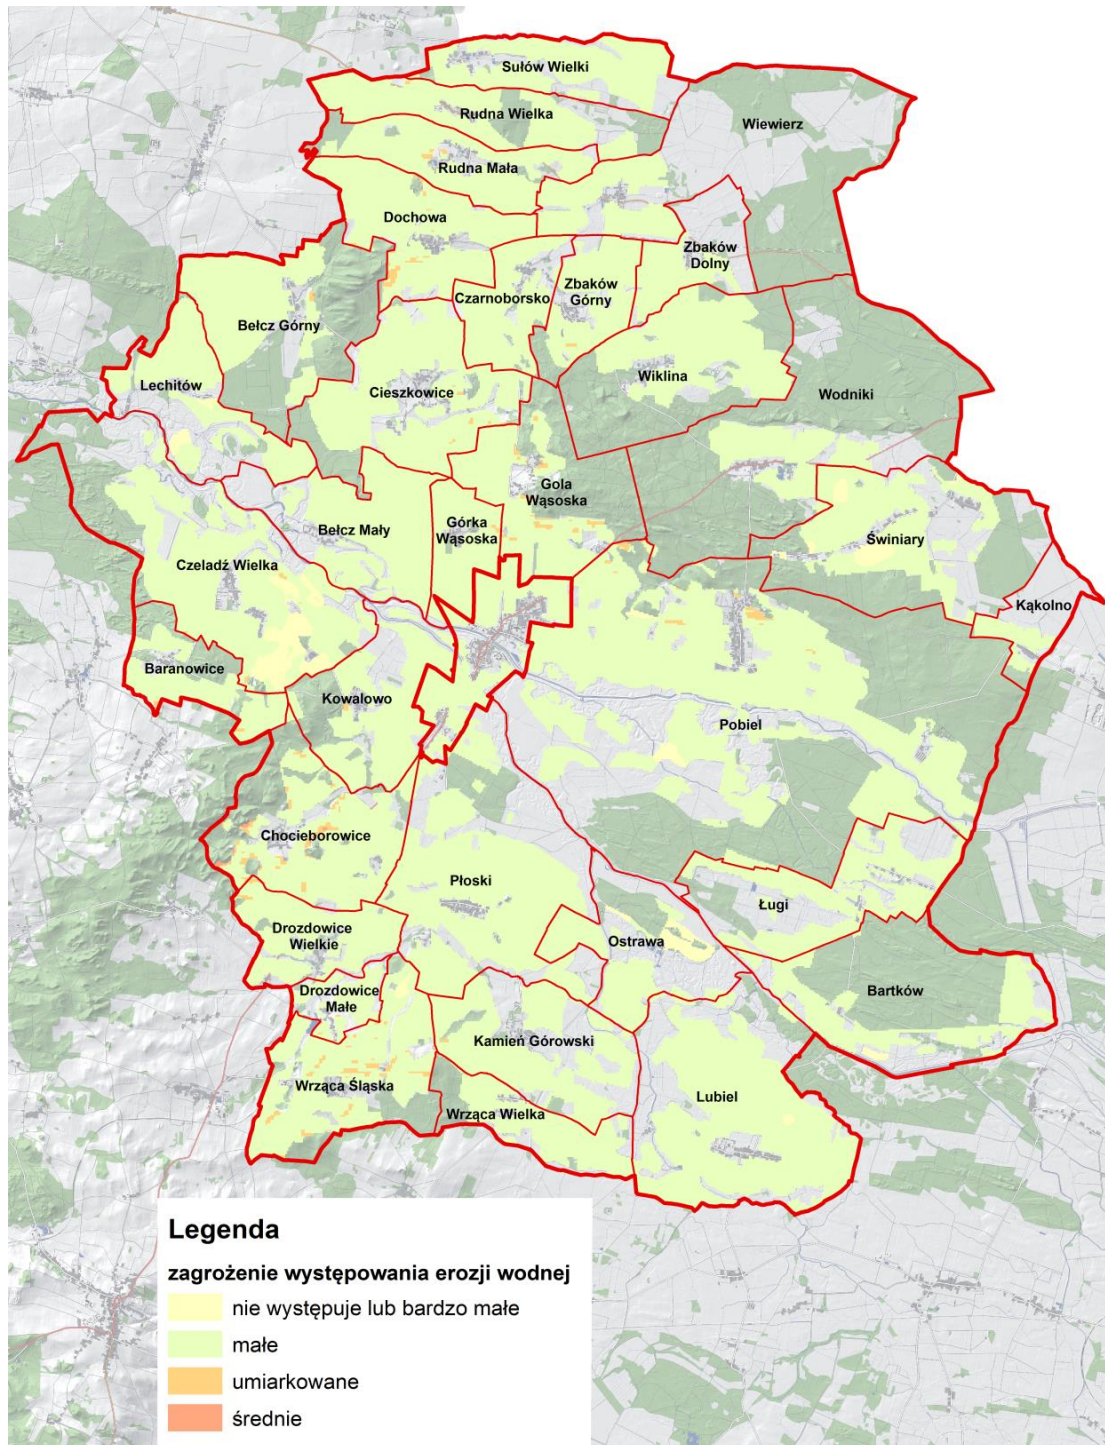 Sułów Wielki
Rudna Wielka
Wiewierz
Rudna Mała
Dochowa
Zbaków
Dolny
Czarnoborsko
Zbaków
Górny
Bełcz Górny
Wiklina
Lechitów
Cieszkowice
Wodniki
Gola
Wąsoska
Bełcz Mały
Górka
Wąsoska
Świniary
Czeladź Wielka
Kąkolno
Baranowice
Kowalowo
Pobiel
Chocieborowice
Płoski
Ługi
Drozdowice
Wielkie
Ostrawa
Drozdowice
Małe
Bartków
Kamień Górowski
Wrząca Śląska
Lubiel
Wrząca Wielka
Legenda
zagrożenie występowania erozji wodnej
nie występuje lub bardzo małe
małe
umiarkowane
średnie